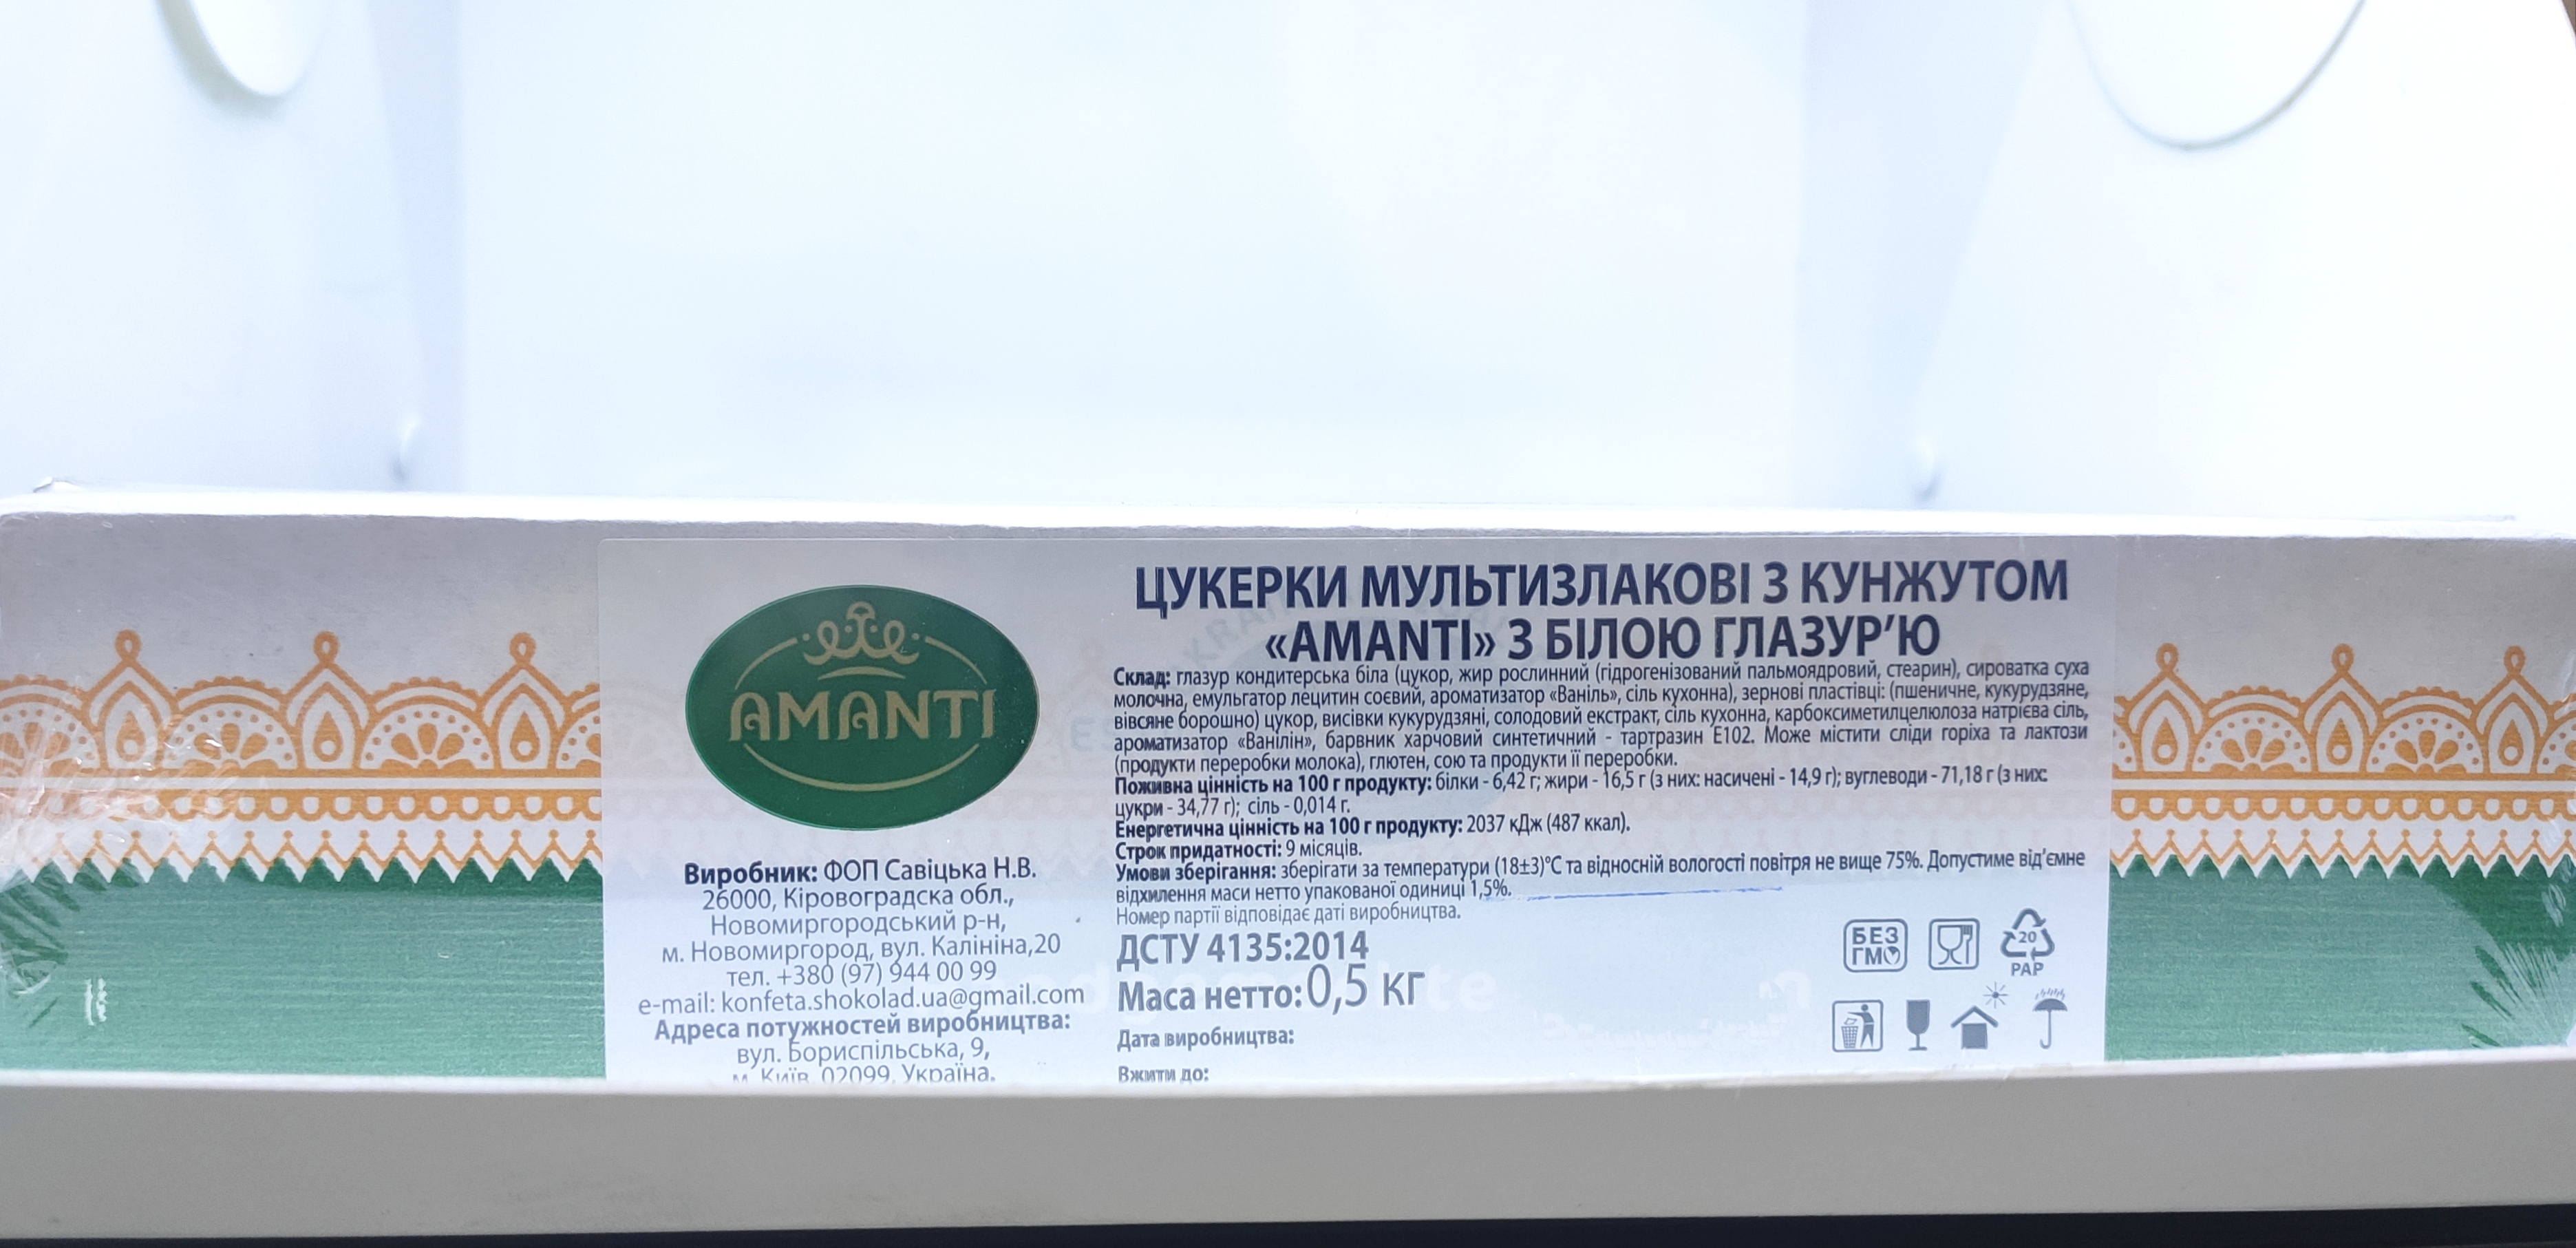 AMANTI
Виробник: ФОП Савіцька Н.В.
26000, Кіровоградска обл.,
Новомиргородський р-н,
м. Новомиргород, вул. Калініна,20
тел. +380 (97) 944 00 99
e-mail: konfeta.shokolad.ua@gmail.com
Адреса потужностей виробництва:
вул. Бориспільська, 9,
м. Київ, 02099, Україна.
ЦУКЕРКИ МУЛЬТИЗЛАКОВІ З КУНЖУТОМ
«AMANTI» З БІЛОЮ ГЛАЗУР'Ю
Склад: глазур кондитерська біла (цукор, жир рослинний (гідрогенізований пальмоядровий, стеарин), сироватка суха
молочна, емульгатор лецитин соєвий, ароматизатор «Ваніль», сіль кухонна), зернові пластівці: (пшеничне, кукурудзяне,
вівсяне борошно) цукор, висівки кукурудзяні, солодовий екстракт, сіль кухонна, карбоксиметилцелюлоза натрієва сіль,
ароматизатор «Ванілін», барвник харчовий синтетичний - тартразин Е102. Може містити сліди горіха та лактози
(продукти переробки молока), глютен, сою та продукти її переробки.
Поживна цінність на 100 г продукту: білки - 6,42 г; жири - 16,5 г (з них: насичені - 14,9 г); вуглеводи - 71,18 г (з них:
цукри - 34,77 г); сіль - 0,014 г.
Енергетична цінність на 100 г продукту: 2037 кДж (487 ккал).
Строк придатності: 9 місяців.
Умови зберігання: зберігати за температури (18±3)°С та відносній вологості повітря не вище 75%. Допустиме від'ємне
відхилення маси нетто упакованої одиниці 1,5%.
Номер партії відповідає даті виробництва.
ДСТУ 4135:2014
Маса нетто: 0,5 КГ
Дата виробництва:
Вжити до:
БЕЗ
ГМО
20
PAP